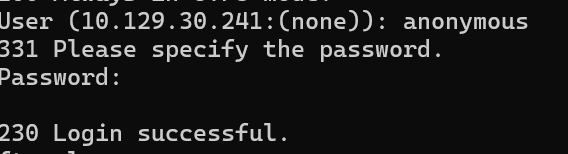 User (10.129.30.241:(none)): anonymous
331 Please specify the password.
Password:
230 Login successful.